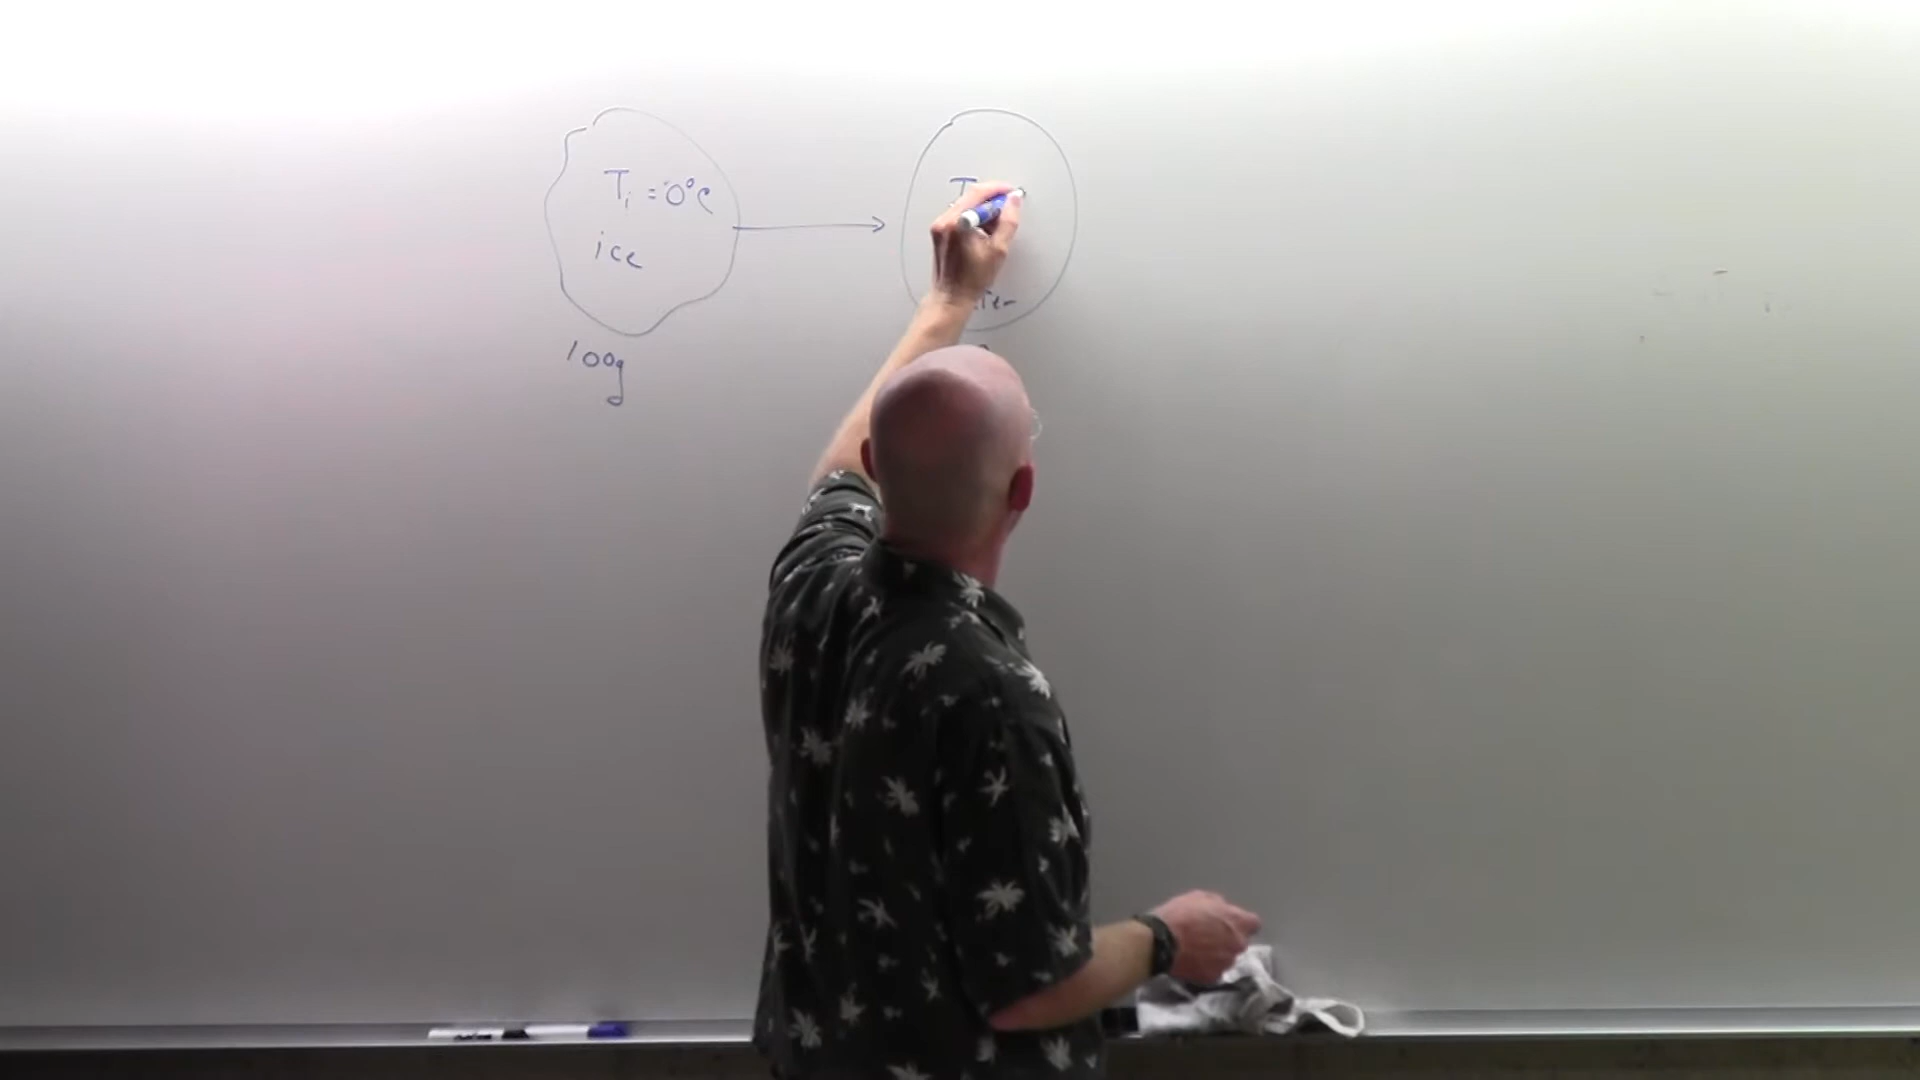 Tᵢ = 0°C
ice
100g
T